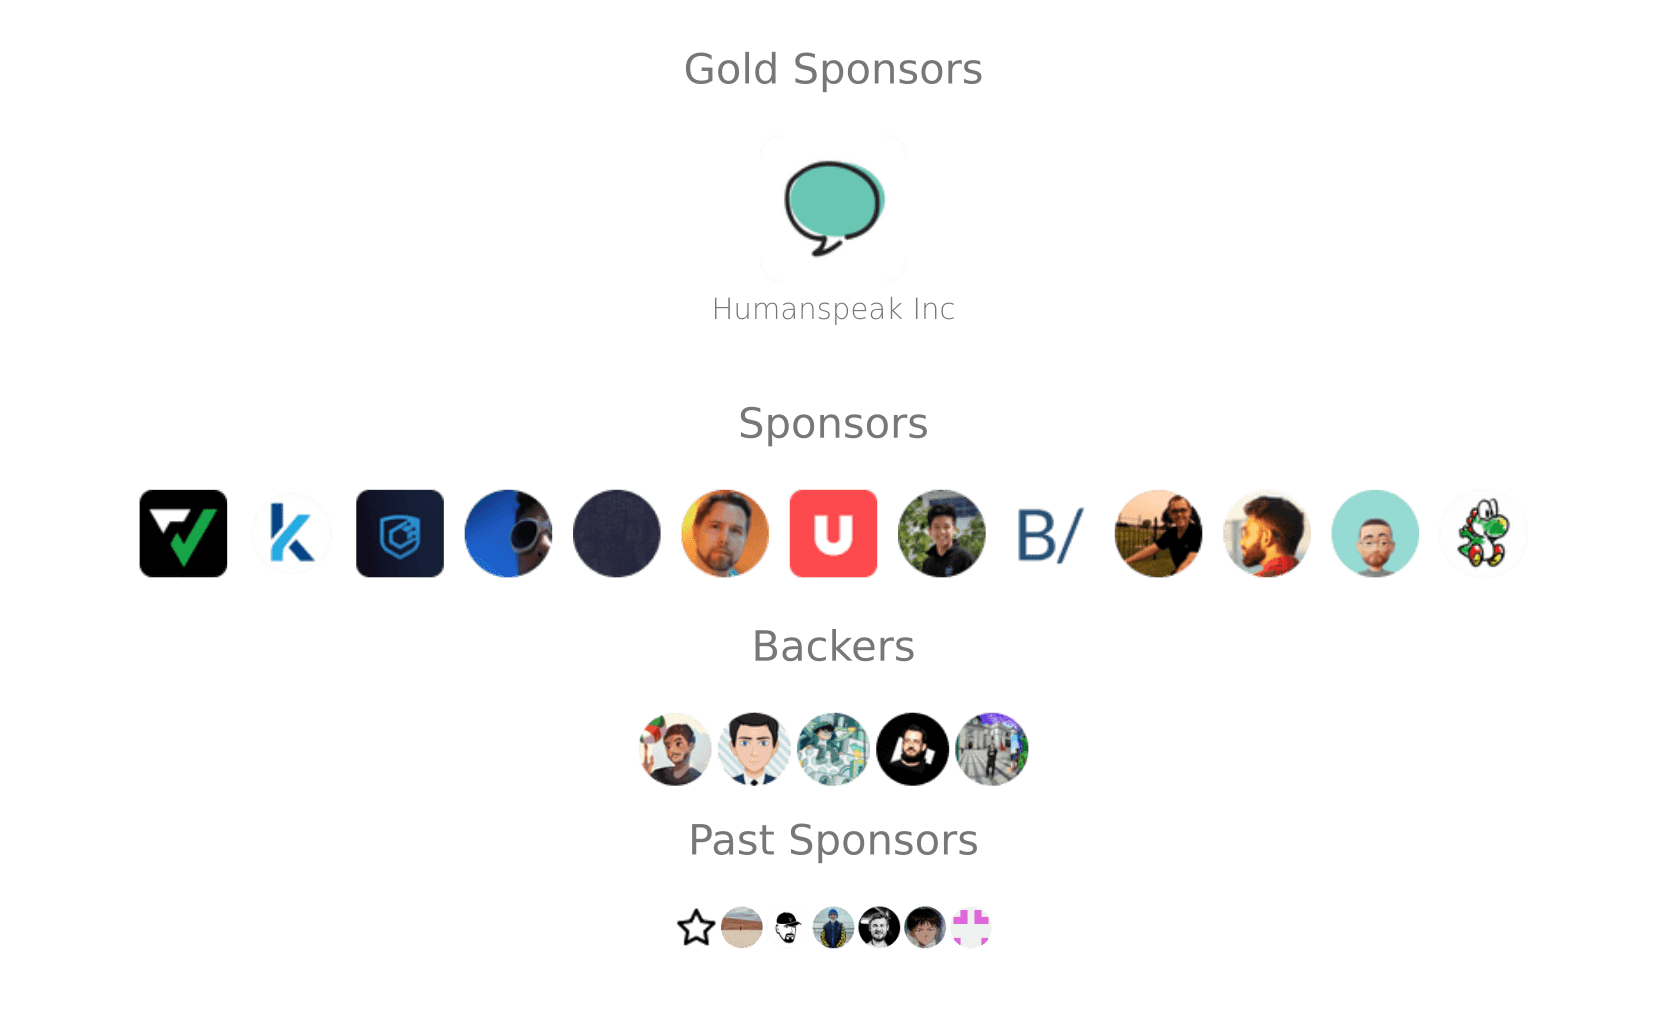 Gold Sponsors
Humanspeak Inc
Sponsors
U
B/
Backers
Past Sponsors